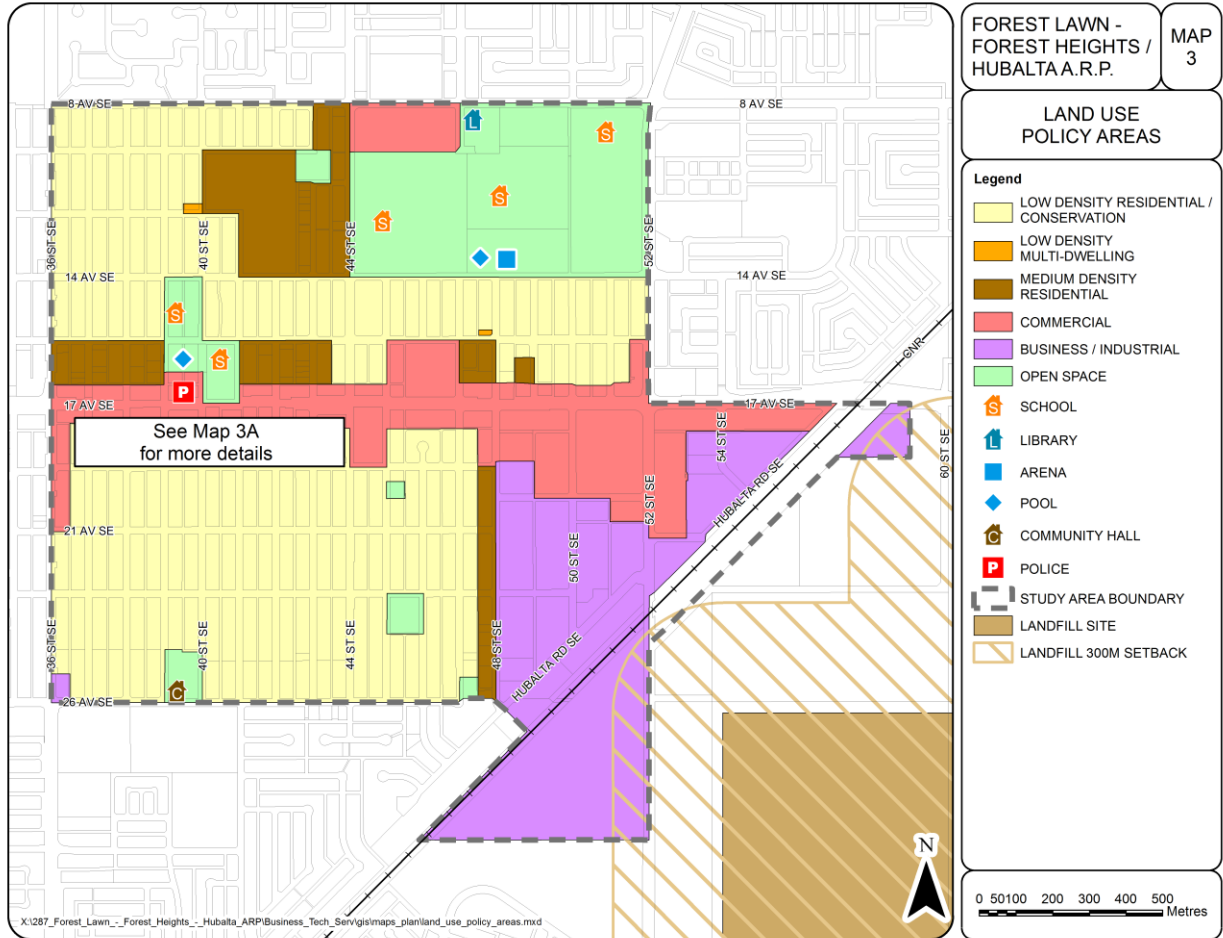 FOREST LAWN -
FOREST HEIGHTS /
HUBALTA A.R.P.
MAP
3
LAND USE
POLICY AREAS
Legend
LOW DENSITY RESIDENTIAL /
CONSERVATION
LOW DENSITY
MULTI-DWELLING
MEDIUM DENSITY
RESIDENTIAL
COMMERCIAL
BUSINESS / INDUSTRIAL
OPEN SPACE
S SCHOOL
L LIBRARY
ARENA
POOL
C COMMUNITY HALL
P POLICE
STUDY AREA BOUNDARY
LANDFILL SITE
LANDFILL 300M SETBACK
0 50100 200 300 400 500
Metres
8 AV SE
8 AV SE
L
S
S
S
36 ST SE
40 ST SE
44 ST SE
52 ST SE
14 AV SE
14 AV SE
S
S
P
CNR
17 AV SE
17 AV SE
See Map 3A
for more details
54 ST SE
60 ST SE
HUBALTA RD SE
52 ST SE
21 AV SE
50 ST SE
36 ST SE
40 ST SE
44 ST SE
48 ST SE
HUBALTA RD SE
C
26 AV SE
N
X:\287_Forest_Lawn_-_Forest_Heights_-_Hubalta_ARP\Business_Tech_Serv\gis\maps_plan\land_use_policy_areas.mxd